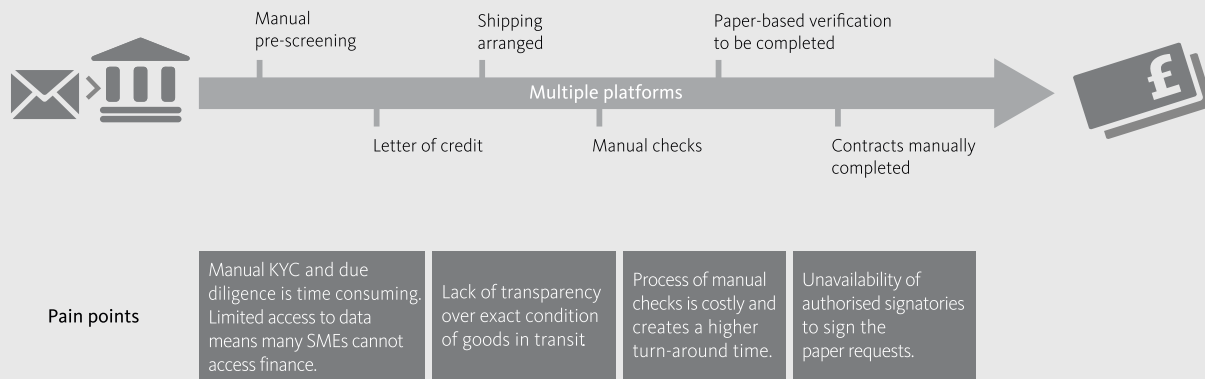 Manual
pre-screening
Shipping
arranged
Paper-based verification
to be completed
Multiple platforms
£
Letter of credit
Manual checks
Contracts manually
completed
Pain points
Manual KYC and due
diligence is time consuming.
Limited access to data
means many SMEs cannot
access finance.
Lack of transparency
over exact condition
of goods in transit
Process of manual
checks is costly and
creates a higher
turn-around time.
Unavailability of
authorised signatories
to sign the
paper requests.